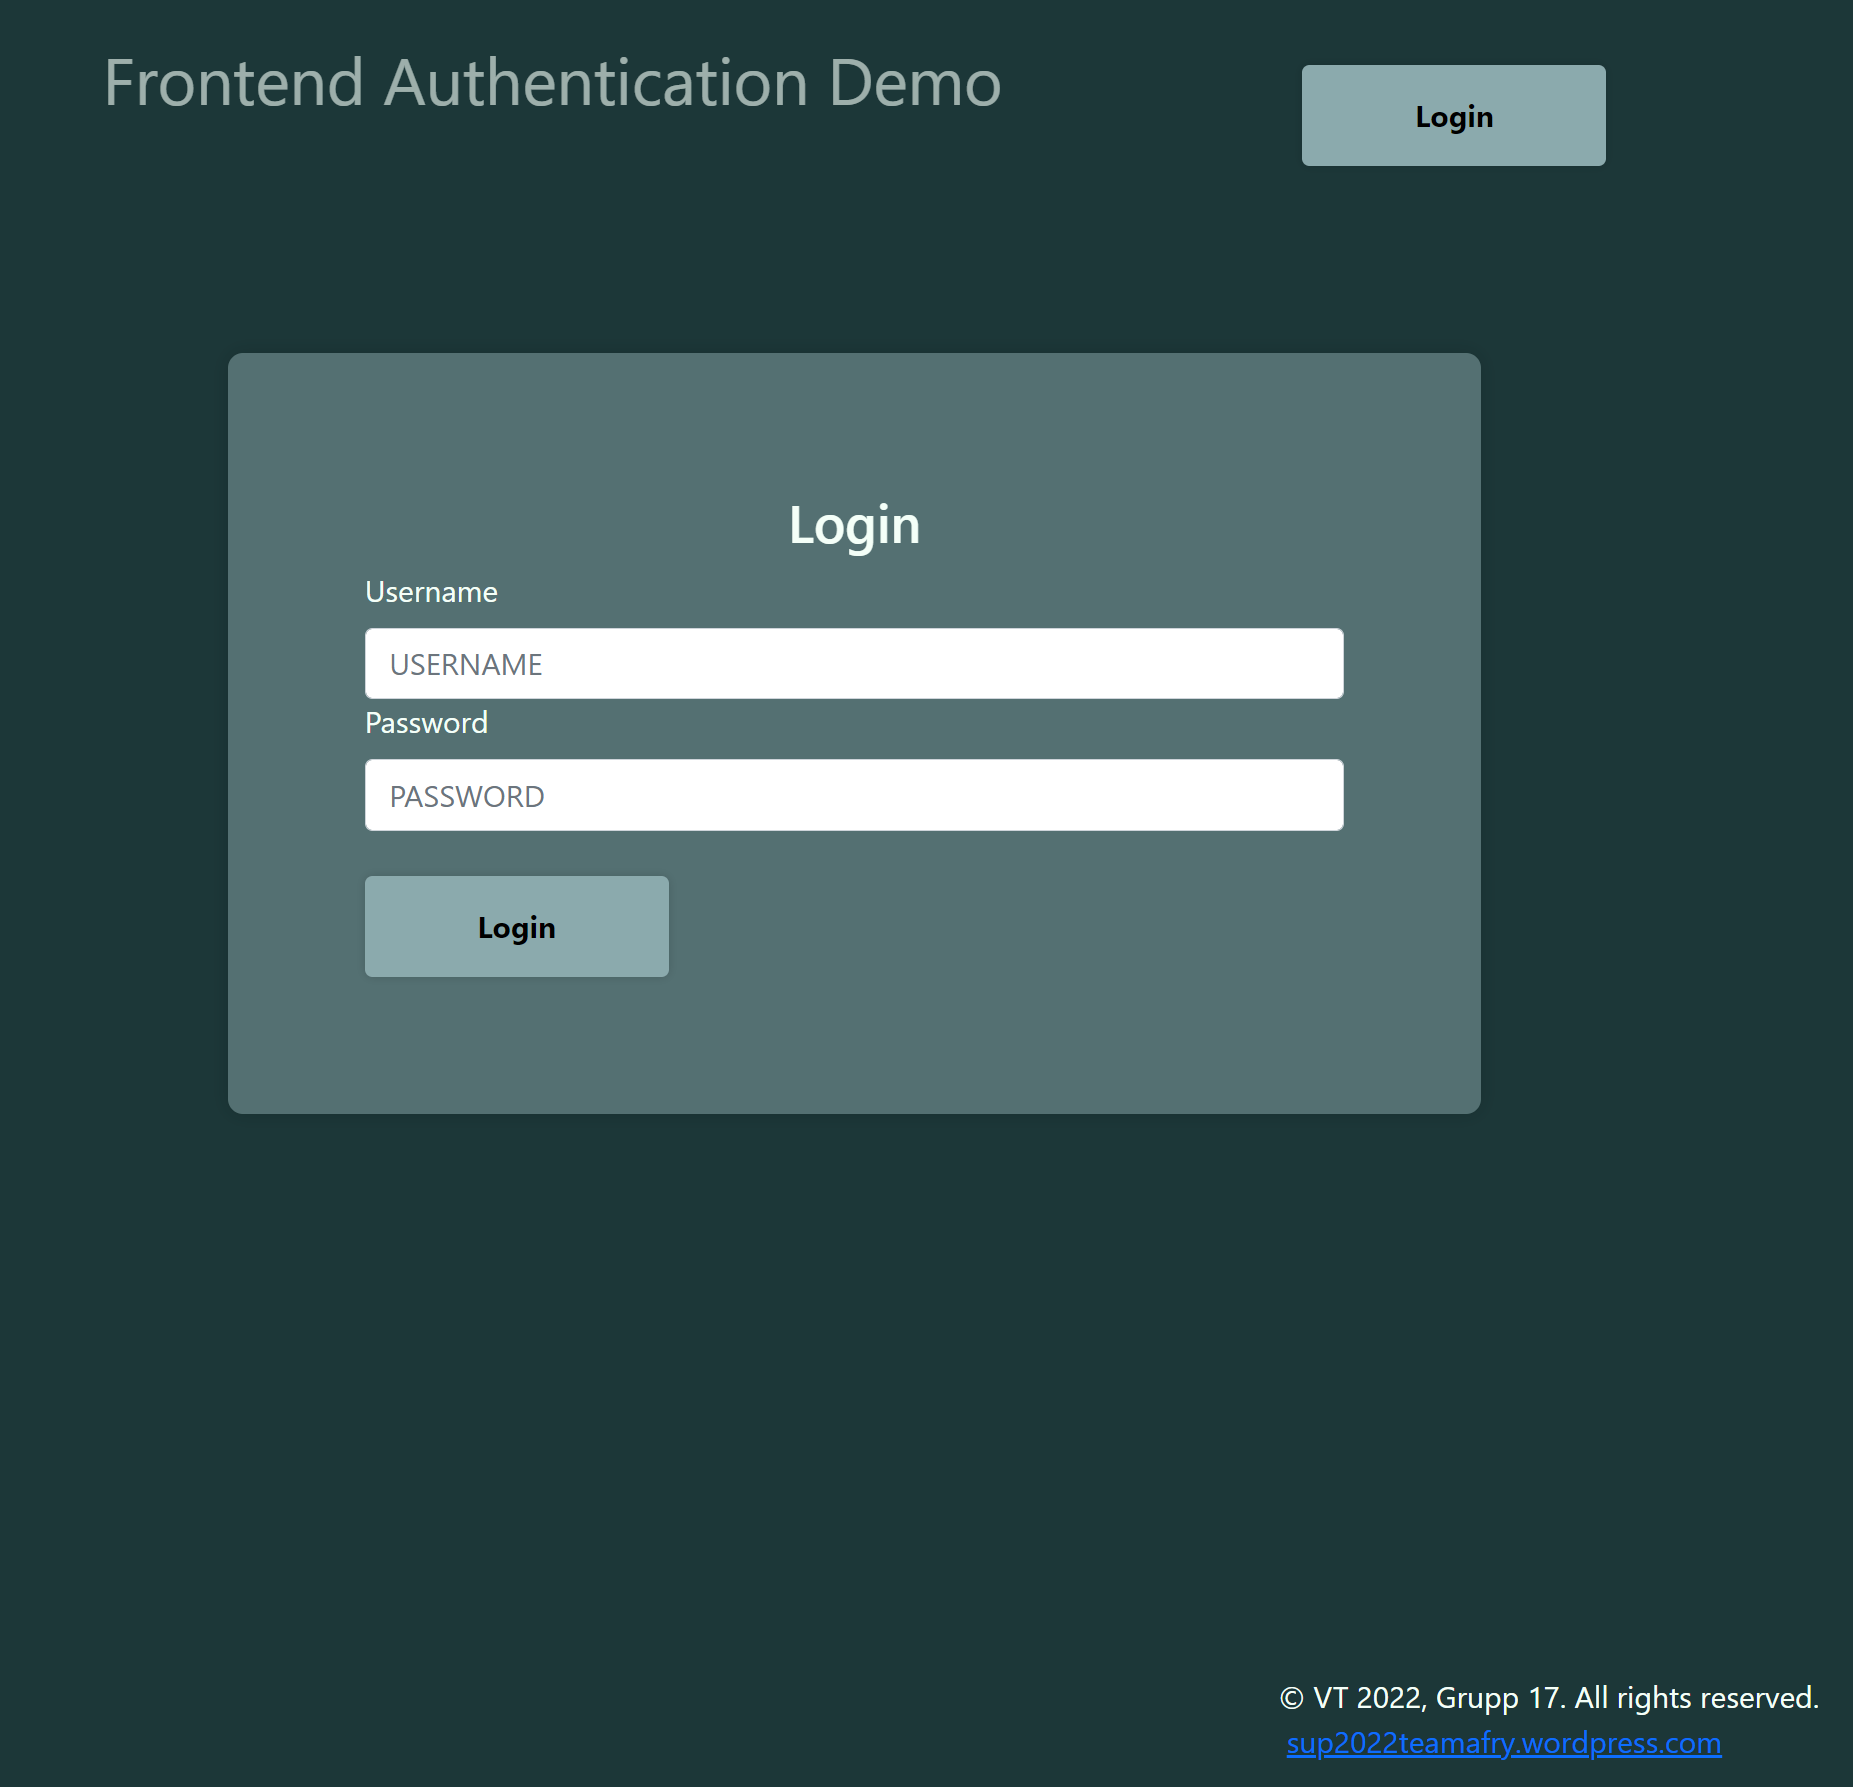 Frontend Authentication Demo
Login
Login
Username
USERNAME
Password
PASSWORD
Login
© VT 2022, Grupp 17. All rights reserved.
sup2022teamafry.wordpress.com